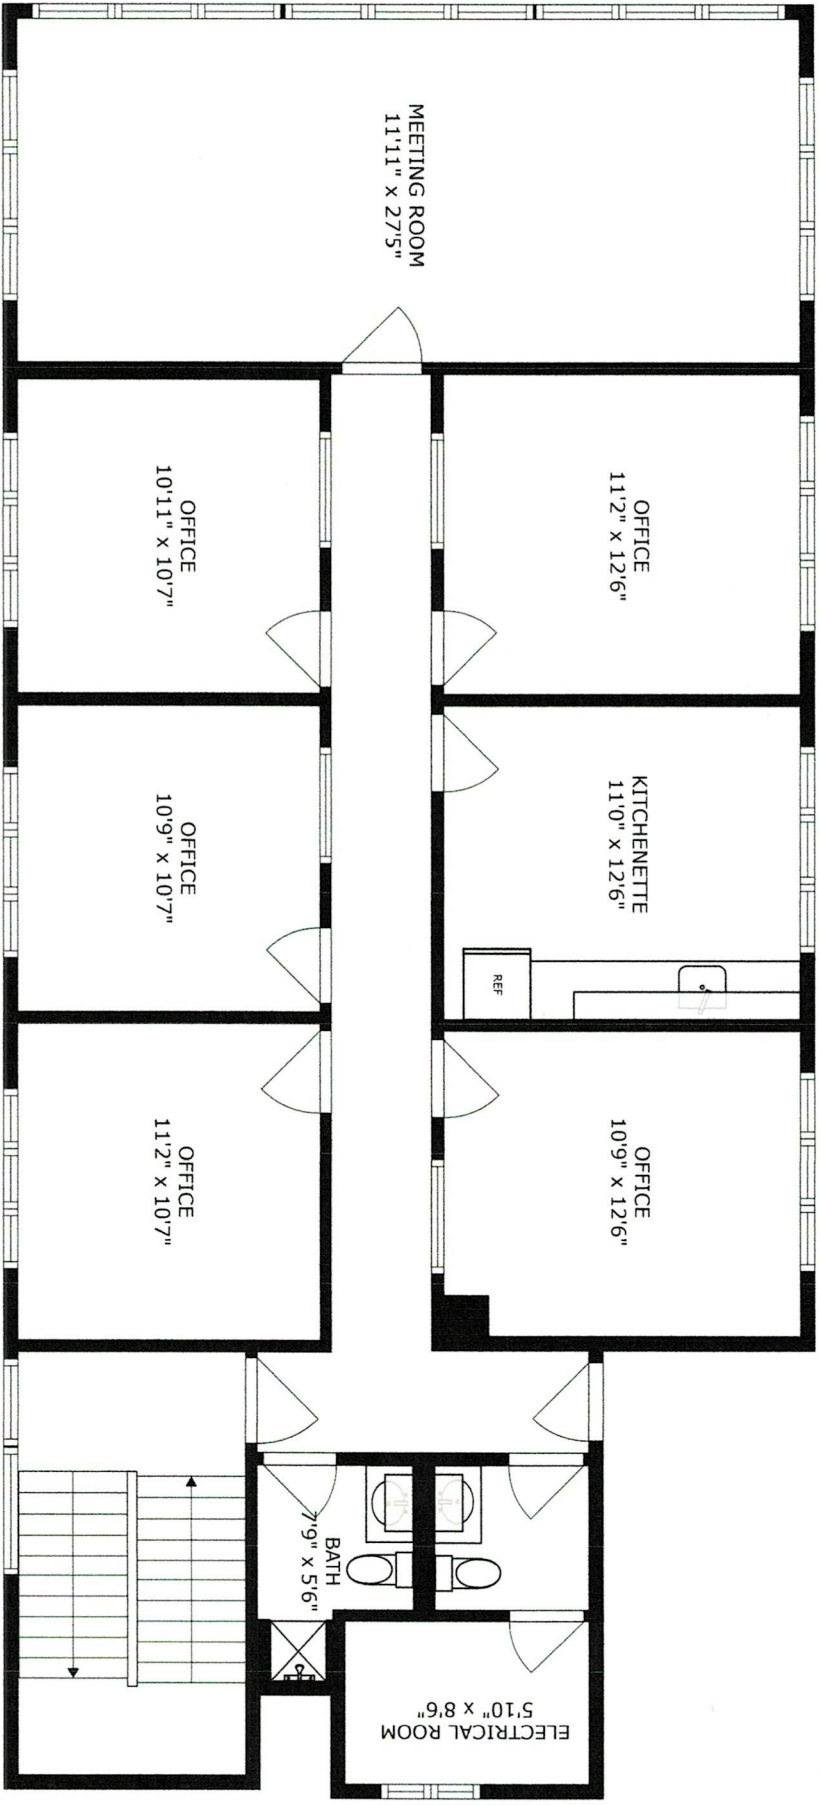 MEETING ROOM
11'11" x 27'5"
OFFICE
11'2" x 12'6"
OFFICE
10'11" x 10'7"
KITCHENETTE
11'0" x 12'6"
REF
OFFICE
10'9" x 10'7"
OFFICE
10'9" x 12'6"
OFFICE
11'2" x 10'7"
BATH
7'9" x 5'6"
ELECTRICAL ROOM
5'10" x 8'6"